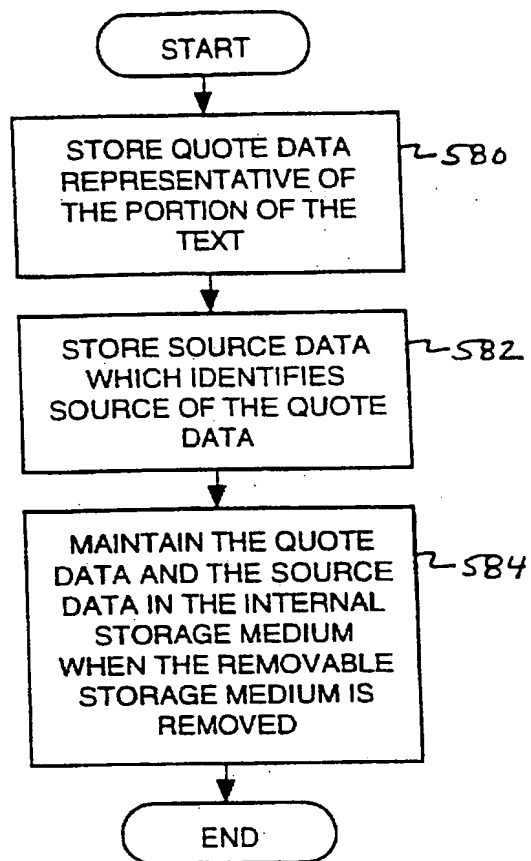 START
STORE QUOTE DATA
REPRESENTATIVE OF
THE PORTION OF THE
TEXT
580
STORE SOURCE DATA
WHICH IDENTIFIES
SOURCE OF THE QUOTE
DATA
582
MAINTAIN THE QUOTE
DATA AND THE SOURCE
DATA IN THE INTERNAL
STORAGE MEDIUM
WHEN THE REMOVABLE
STORAGE MEDIUM IS
REMOVED
584
END